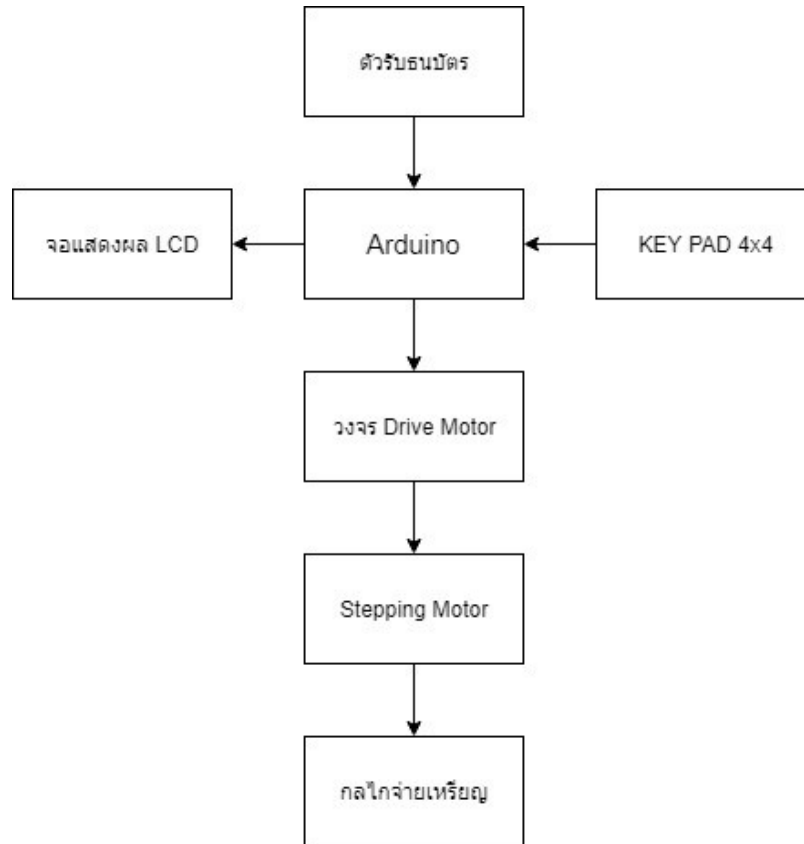 ตัวรับธนบัตร
จอแสดงผล LCD
Arduino
KEY PAD 4x4
วงจร Drive Motor
Stepping Motor
กลไกจ่ายเหรียญ